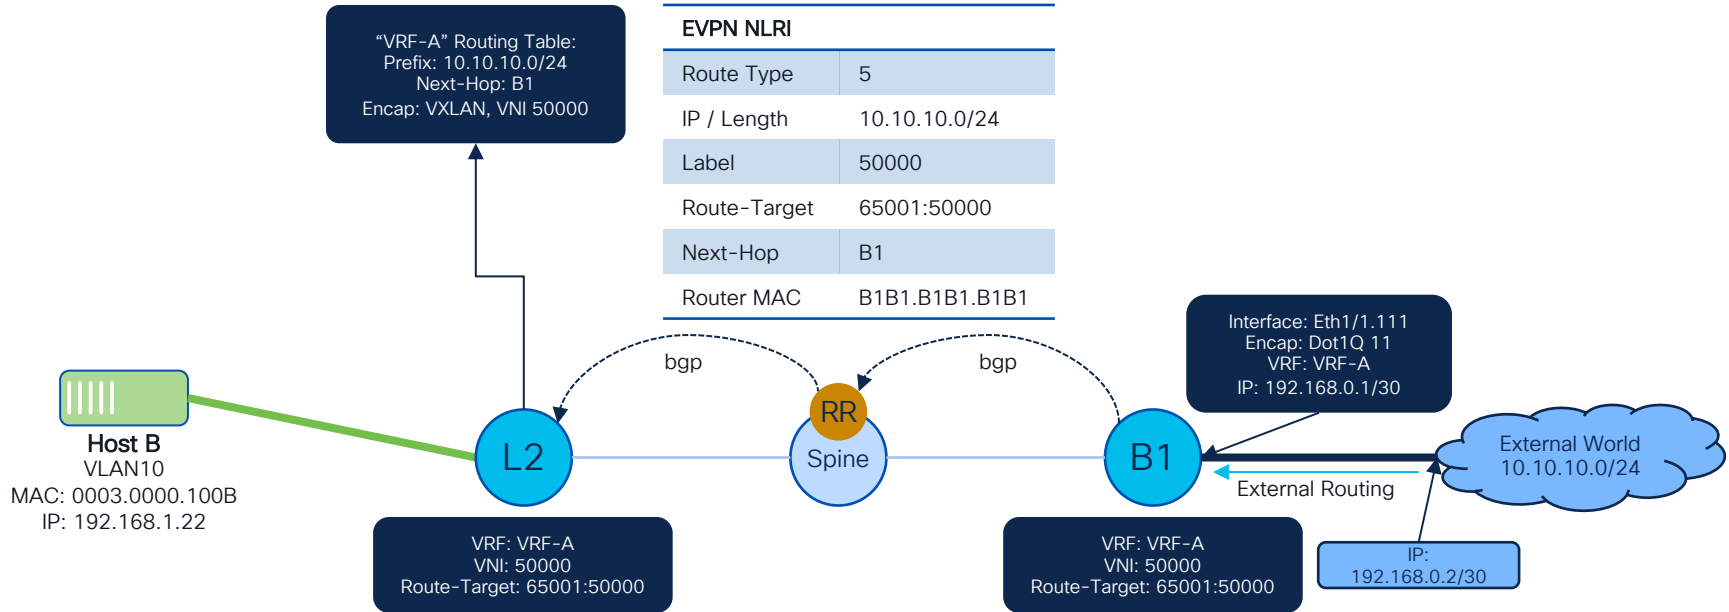 “VRF-A” Routing Table:
Prefix: 10.10.10.0/24
Next-Hop: B1
Encap: VXLAN, VNI 50000
EVPN NLRI
Route Type 5
IP / Length 10.10.10.0/24
Label 50000
Route-Target 65001:50000
Next-Hop B1
Router MAC B1B1.B1B1.B1B1
bgp
bgp
Interface: Eth1/1.111
Encap: Dot1Q 11
VRF: VRF-A
IP: 192.168.0.1/30
Host B
VLAN10
MAC: 0003.0000.100B
IP: 192.168.1.22
L2
RR
Spine
B1
External World
10.10.10.0/24
External Routing
VRF: VRF-A
VNI: 50000
Route-Target: 65001:50000
VRF: VRF-A
VNI: 50000
Route-Target: 65001:50000
IP:
192.168.0.2/30